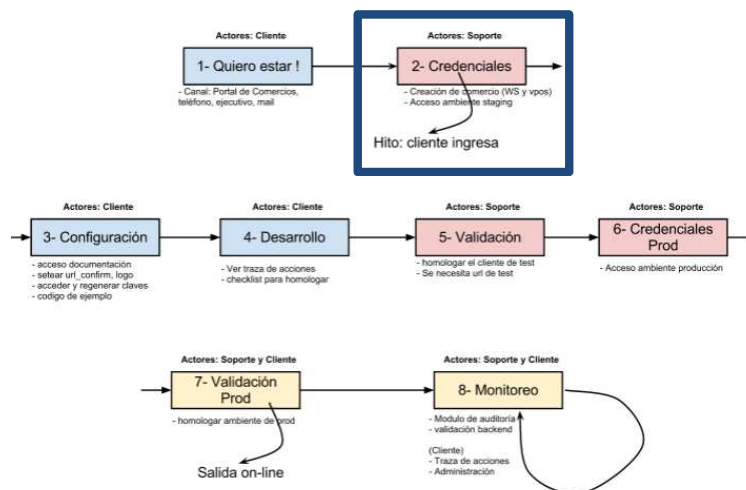 Actores: Cliente
1- Quiero estar !
- Canal: Portal de Comercios,
teléfono, ejecutivo, mail
Actores: Soporte
2- Credenciales
- Creación de comercio (WS y vpos)
- Acceso ambiente staging
Hito: cliente ingresa
Actores: Cliente
3- Configuración
- acceso documentación
- setear url_confirm, logo
- acceder y regenerar claves
- codigo de ejemplo
Actores: Cliente
4- Desarrollo
- Ver traza de acciones
- checklist para homologar
Actores: Soporte
5- Validación
- homologar el cliente de test
- Se necesita url de test
Actores: Soporte
6- Credenciales
Prod
- Acceso ambiente producción
Actores: Soporte y Cliente
7- Validación
Prod
- homologar ambiente de prod
Salida on-line
Actores: Soporte y Cliente
8- Monitoreo
- Modulo de auditoría
- validación backend
(Cliente)
- Traza de acciones
- Administración